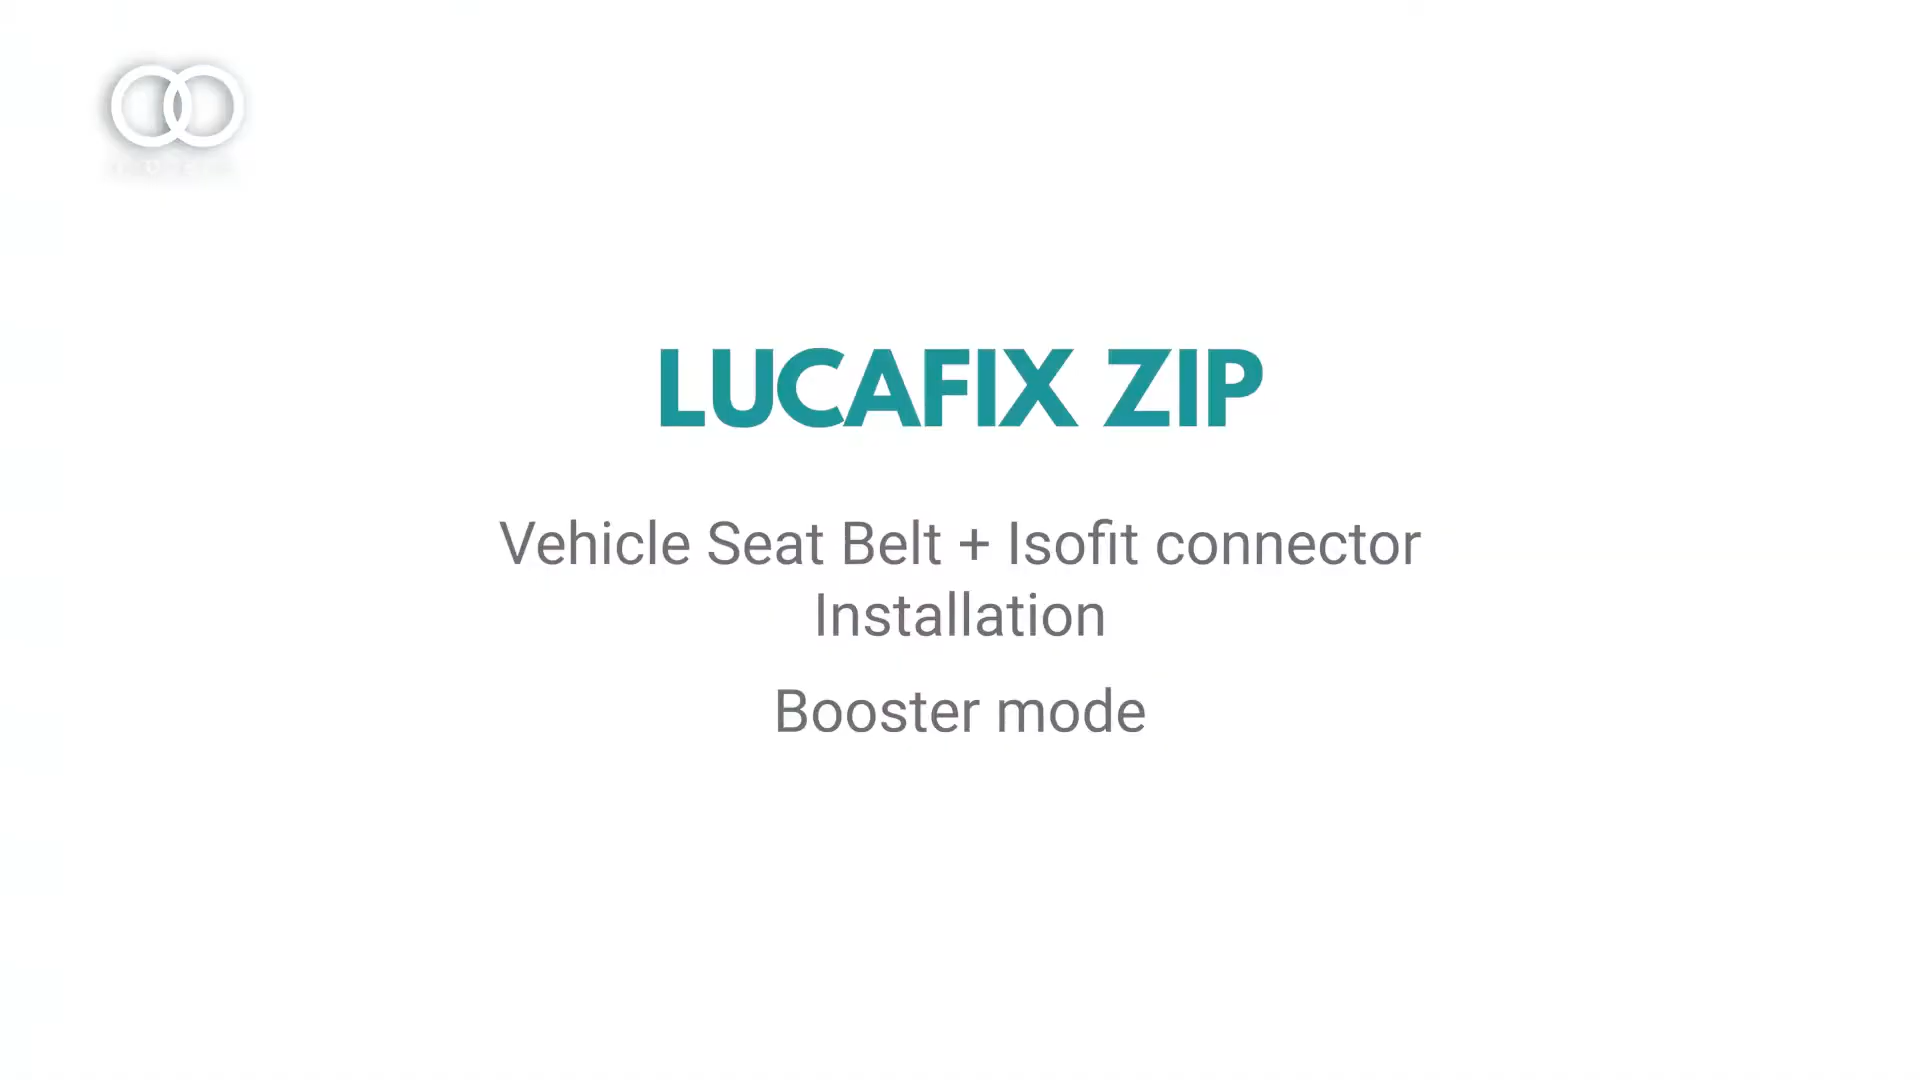 LUCAFIX ZIP
Vehicle Seat Belt + Isofit connector
Installation
Booster mode